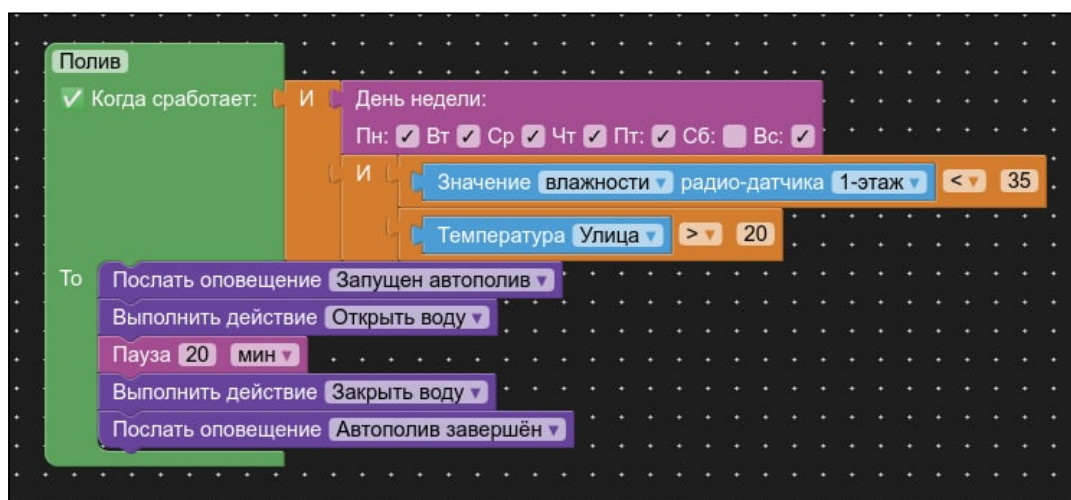 Полив
Когда сработает: И День недели:
Пн: Вт Ср Чт Пт: Сб: Вс:
И Значение влажности радио-датчика 1-этаж < 35
Температура Улица > 20
То Послать оповещение Запущен автополив
Выполнить действие Открыть воду
Пауза 20 мин
Выполнить действие Закрыть воду
Послать оповещение Автополив завершён